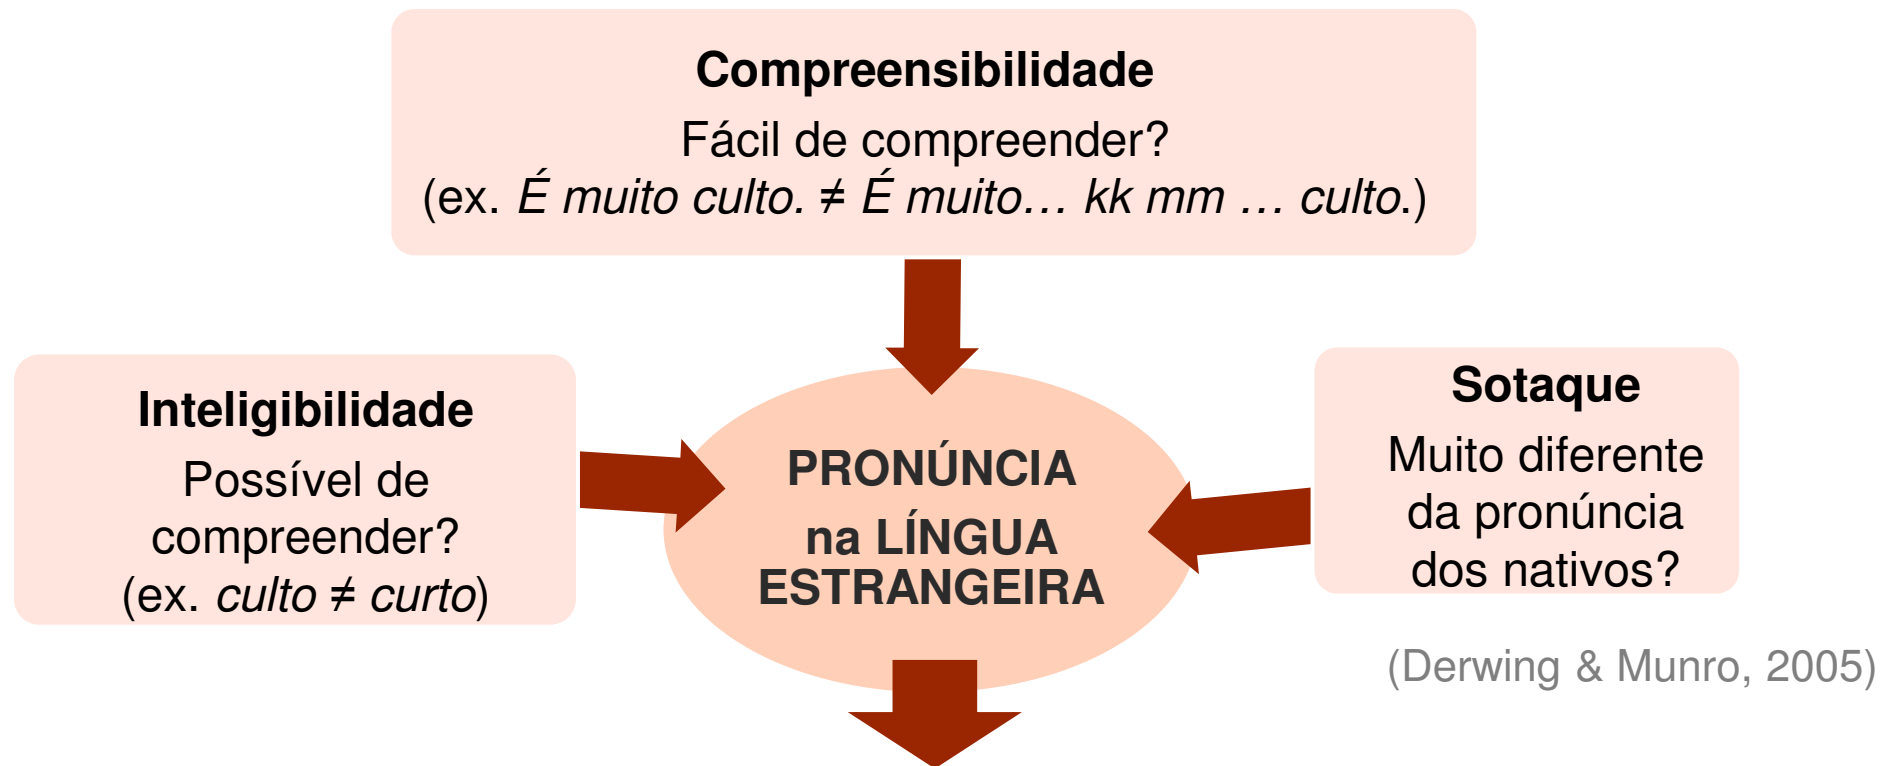 Compreensibilidade
Fácil de compreender?
(ex. É muito culto. ≠ É muito… kk mm … culto.)
Inteligibilidade
Possível de
compreender?
(ex. culto ≠ curto)
PRONÚNCIA
na LÍNGUA
ESTRANGEIRA
Sotaque
Muito diferente
da pronúncia
dos nativos?
(Derwing & Munro, 2005)